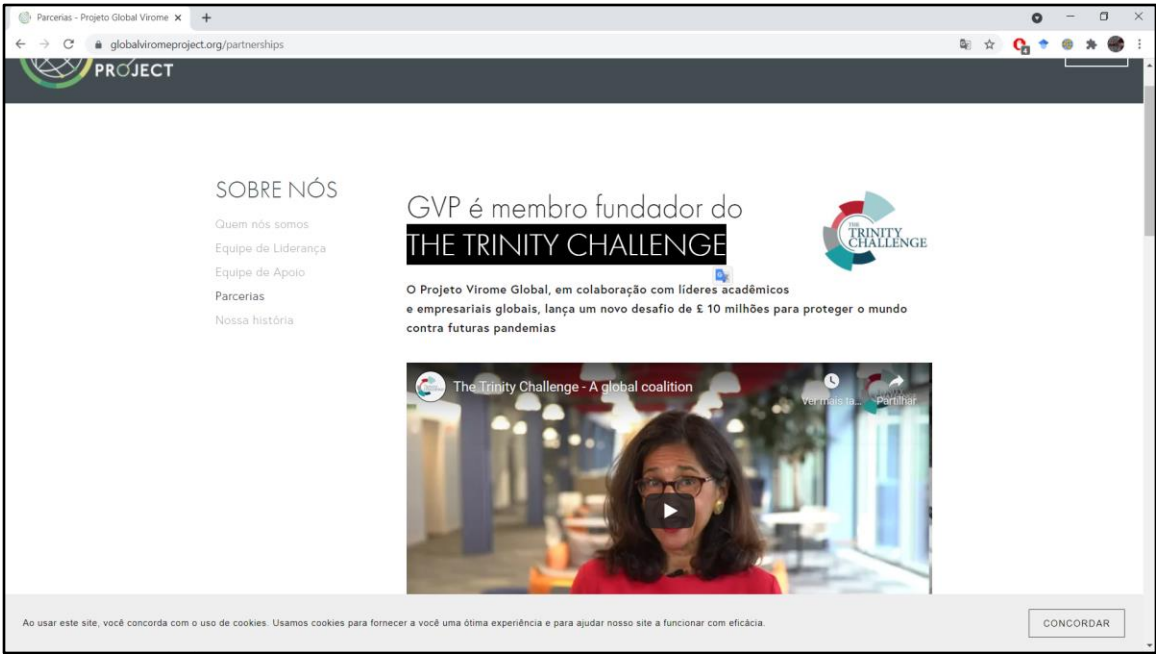 Parcerias - Projeto Global Virome
globalviromeproject.org/partnerships
4
PROJECT
SOBRE NÓS
Quem nós somos
Equipe de Liderança
Equipe de Apoio
Parcerias
Nossa história
GVP é membro fundador do
THE TRINITY CHALLENGE
THE
TRINITY
CHALLENGE
O Projeto Virome Global, em colaboração com líderes acadêmicos
e empresariais globais, lança um novo desafio de £ 10 milhões para proteger o mundo
contra futuras pandemias
The Trinity Challenge - A global coalition
Ver mais ta...
Partilhar
Ao usar este site, você concorda com o uso de cookies. Usamos cookies para fornecer a você uma ótima experiência e para ajudar nosso site a funcionar com eficácia.
CONCORDAR